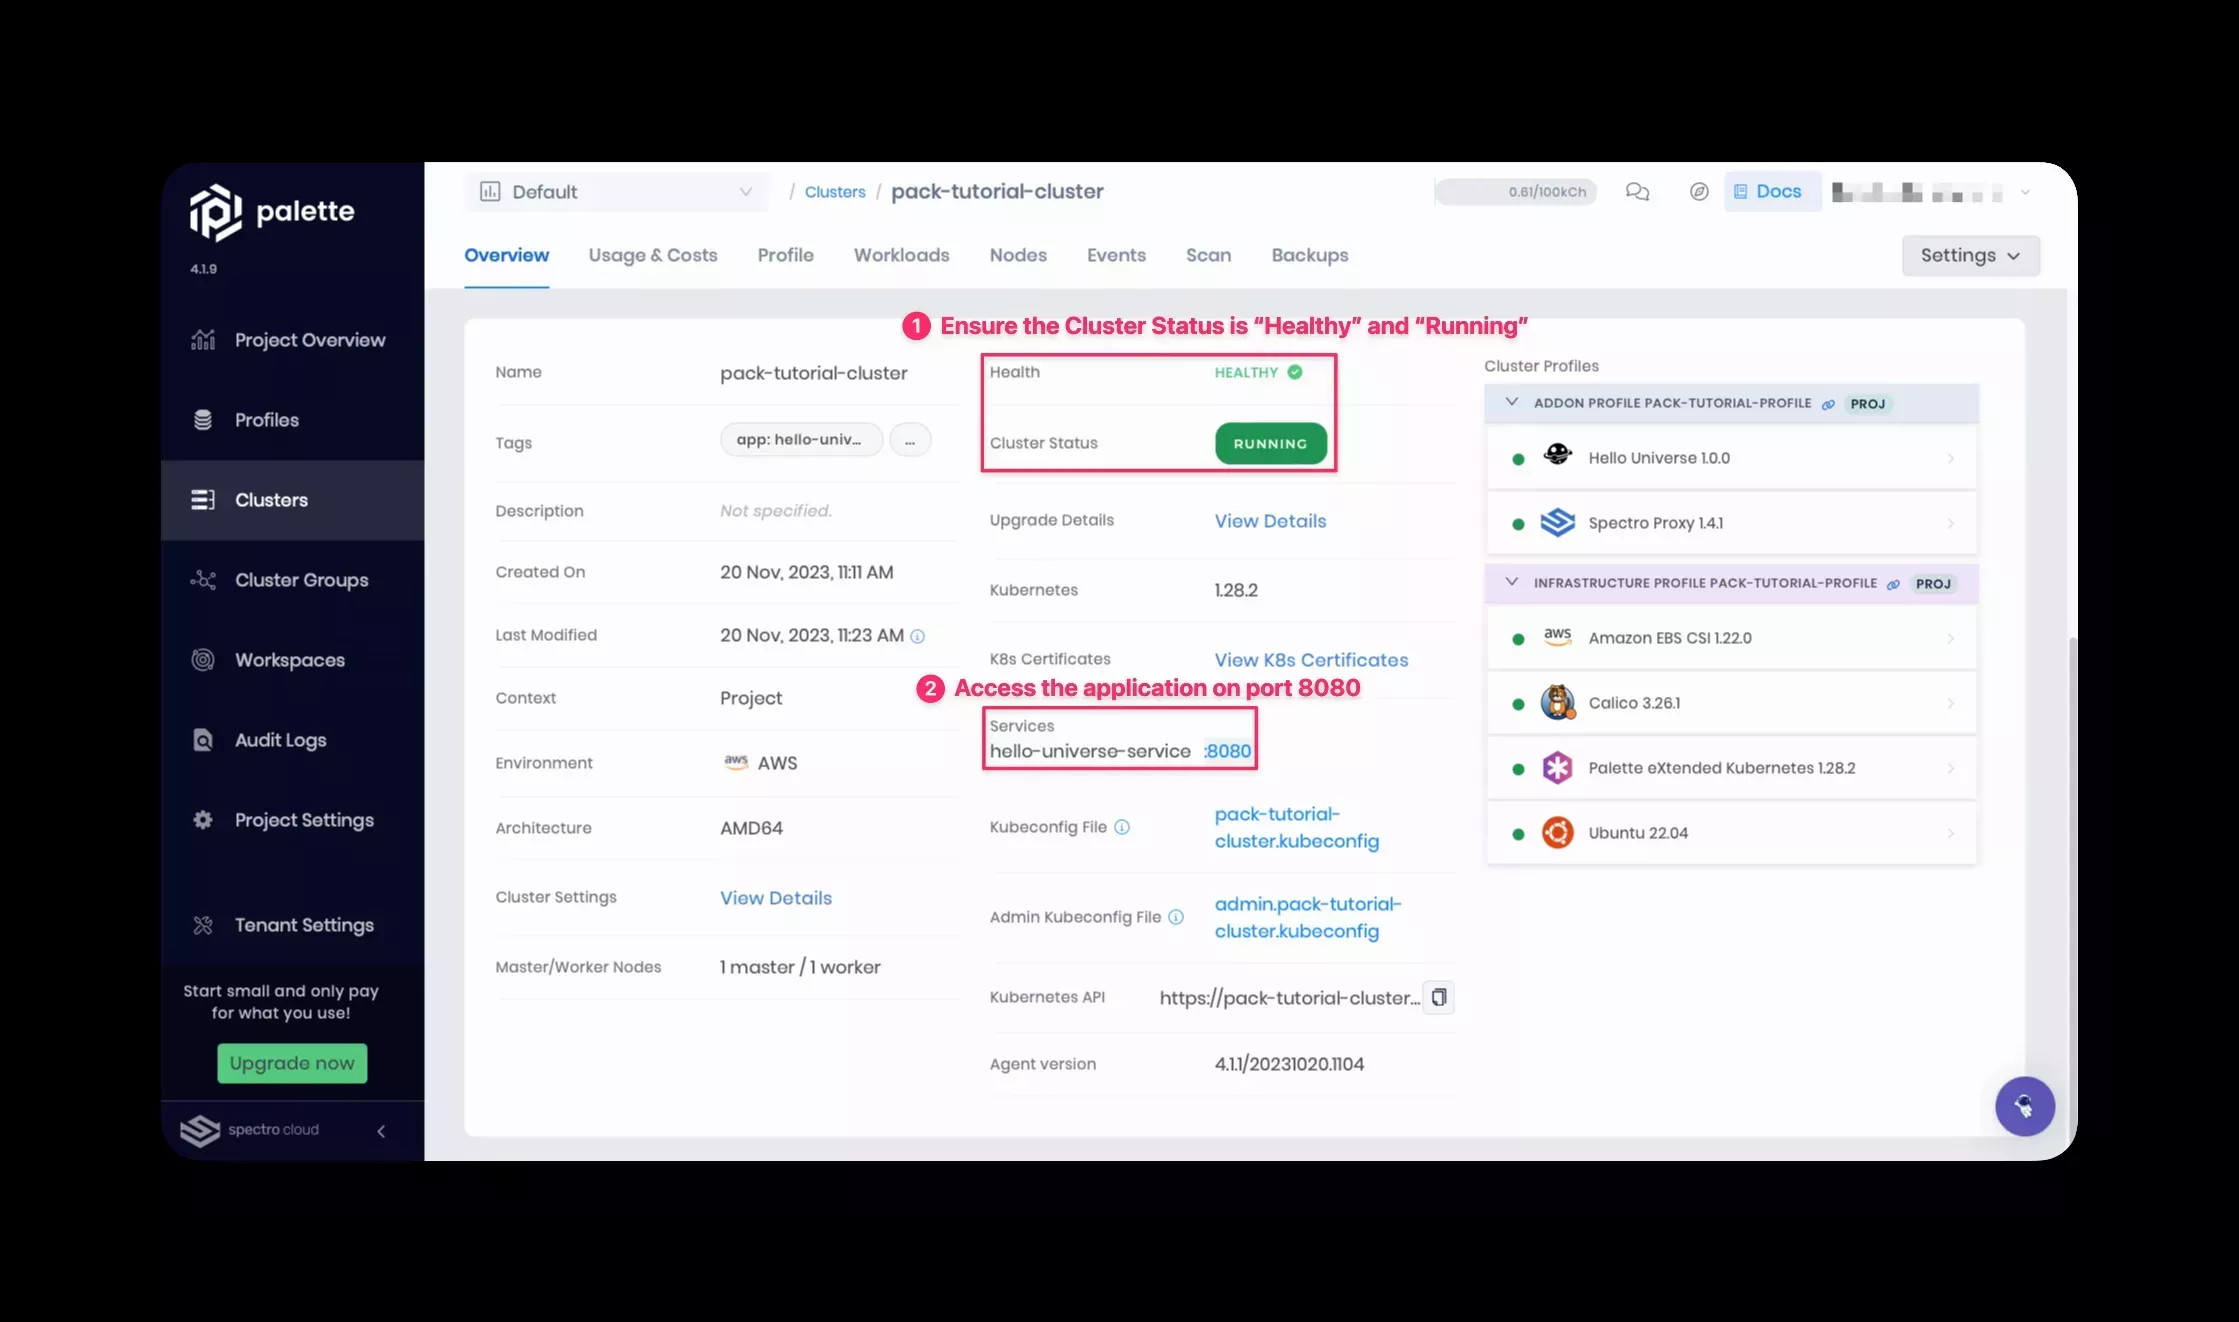 palette
4.1.9
Project Overview
Profiles
Clusters
Cluster Groups
Workspaces
Audit Logs
Project Settings
Tenant Settings
Start small and only pay
for what you use!
Upgrade now
spectro cloud
Default / Clusters / pack-tutorial-cluster
0.61/100kCh
Docs
Overview Usage & Costs Profile Workloads Nodes Events Scan Backups
Settings
1 Ensure the Cluster Status is “Healthy” and “Running”
Name pack-tutorial-cluster
Tags app: hello-univ... ...
Description Not specified.
Created On 20 Nov, 2023, 11:11 AM
Last Modified 20 Nov, 2023, 11:23 AM
Context Project
Environment aws AWS
Architecture AMD64
Cluster Settings View Details
Master/Worker Nodes 1 master / 1 worker
Health HEALTHY
Cluster Status RUNNING
Upgrade Details View Details
Kubernetes 1.28.2
K8s Certificates View K8s Certificates
2 Access the application on port 8080
Services
hello-universe-service :8080
Kubeconfig File pack-tutorial-
cluster.kubeconfig
Admin Kubeconfig File admin.pack-tutorial-
cluster.kubeconfig
Kubernetes API https://pack-tutorial-cluster...
Agent version 4.1.1/20231020.1104
Cluster Profiles
ADDON PROFILE PACK-TUTORIAL-PROFILE PROJ
Hello Universe 1.0.0
Spectro Proxy 1.4.1
INFRASTRUCTURE PROFILE PACK-TUTORIAL-PROFILE PROJ
aws Amazon EBS CSI 1.22.0
Calico 3.26.1
Palette eXtended Kubernetes 1.28.2
Ubuntu 22.04